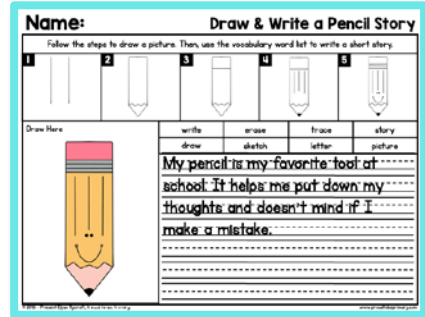 Name:
Draw & Write a Pencil Story
Follow the steps to draw a picture. Then, use the vocabulary word list to write a short story.
1 2 3 4 5
Draw Here
write erase trace story
draw sketch letter picture
My pencil is my favorite tool at
school. It helps me put down my
thoughts and doesn't mind if I
make a mistake.